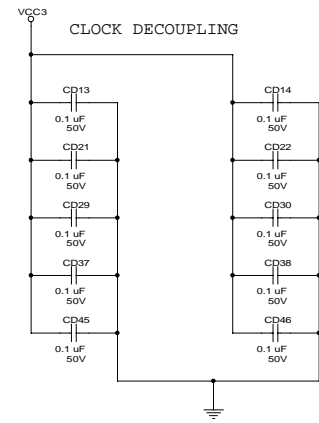 VCC3
CLOCK DECOUPLING
CD13
0.1 uF
50V
CD21
0.1 uF
50V
CD29
0.1 uF
50V
CD37
0.1 uF
50V
CD45
0.1 uF
50V
CD14
0.1 uF
50V
CD22
0.1 uF
50V
CD30
0.1 uF
50V
CD38
0.1 uF
50V
CD46
0.1 uF
50V